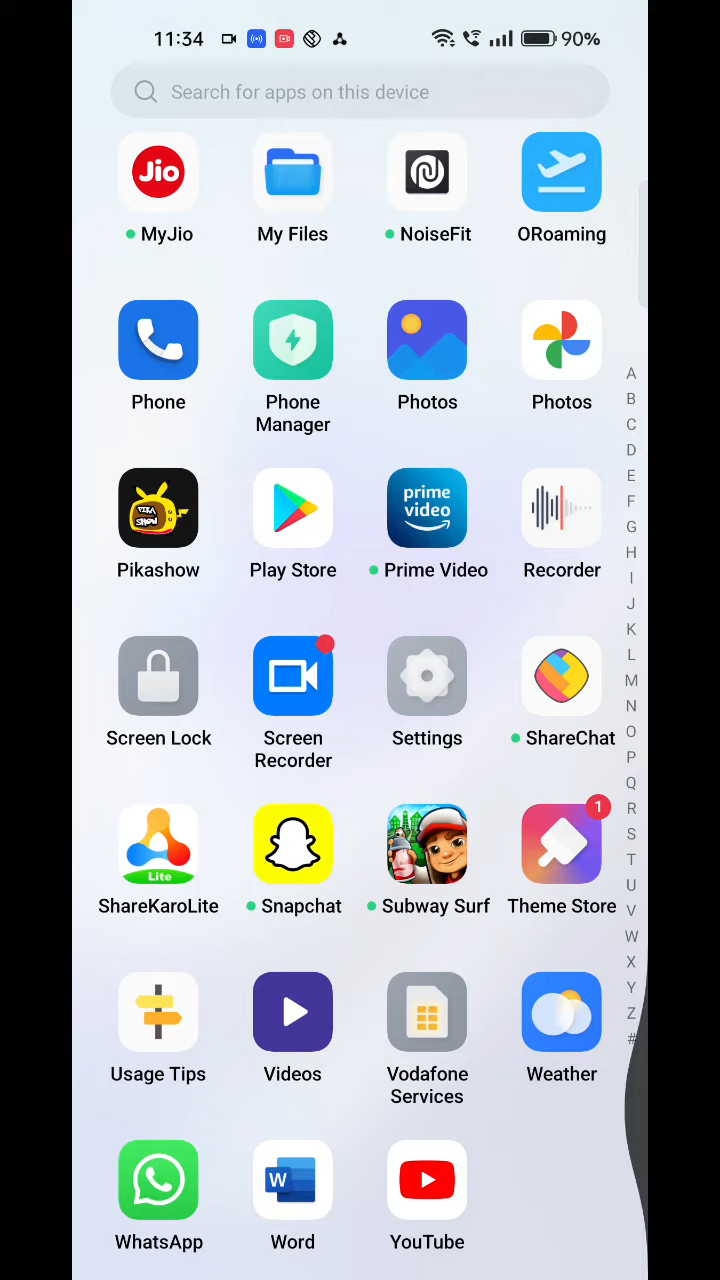 11:34
90%
Search for apps on this device
Jio
MyJio
My Files
NoiseFit
ORoaming
Phone
Phone Manager
Photos
Photos
PIKA SHOW
Pikashow
Play Store
prime video
Prime Video
Recorder
Screen Lock
Screen Recorder
Settings
ShareChat
1
Lite
ShareKaroLite
Snapchat
Subway Surf
Theme Store
Usage Tips
Videos
Vodafone Services
Weather
W
WhatsApp
Word
YouTube
A
B
C
D
E
F
G
H
I
J
K
L
M
N
O
P
Q
R
S
T
U
V
W
X
Y
Z
#